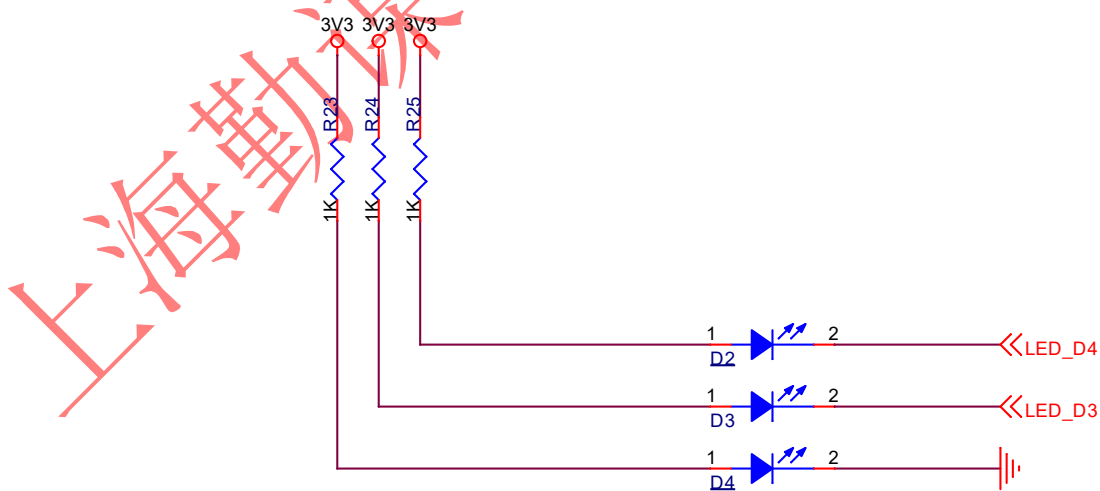 3V3 3V3 3V3
R23 R24 R25
1K 1K 1K
1 2
D2
LED_D4
1 2
D3
LED_D3
1 2
D4
上海勤